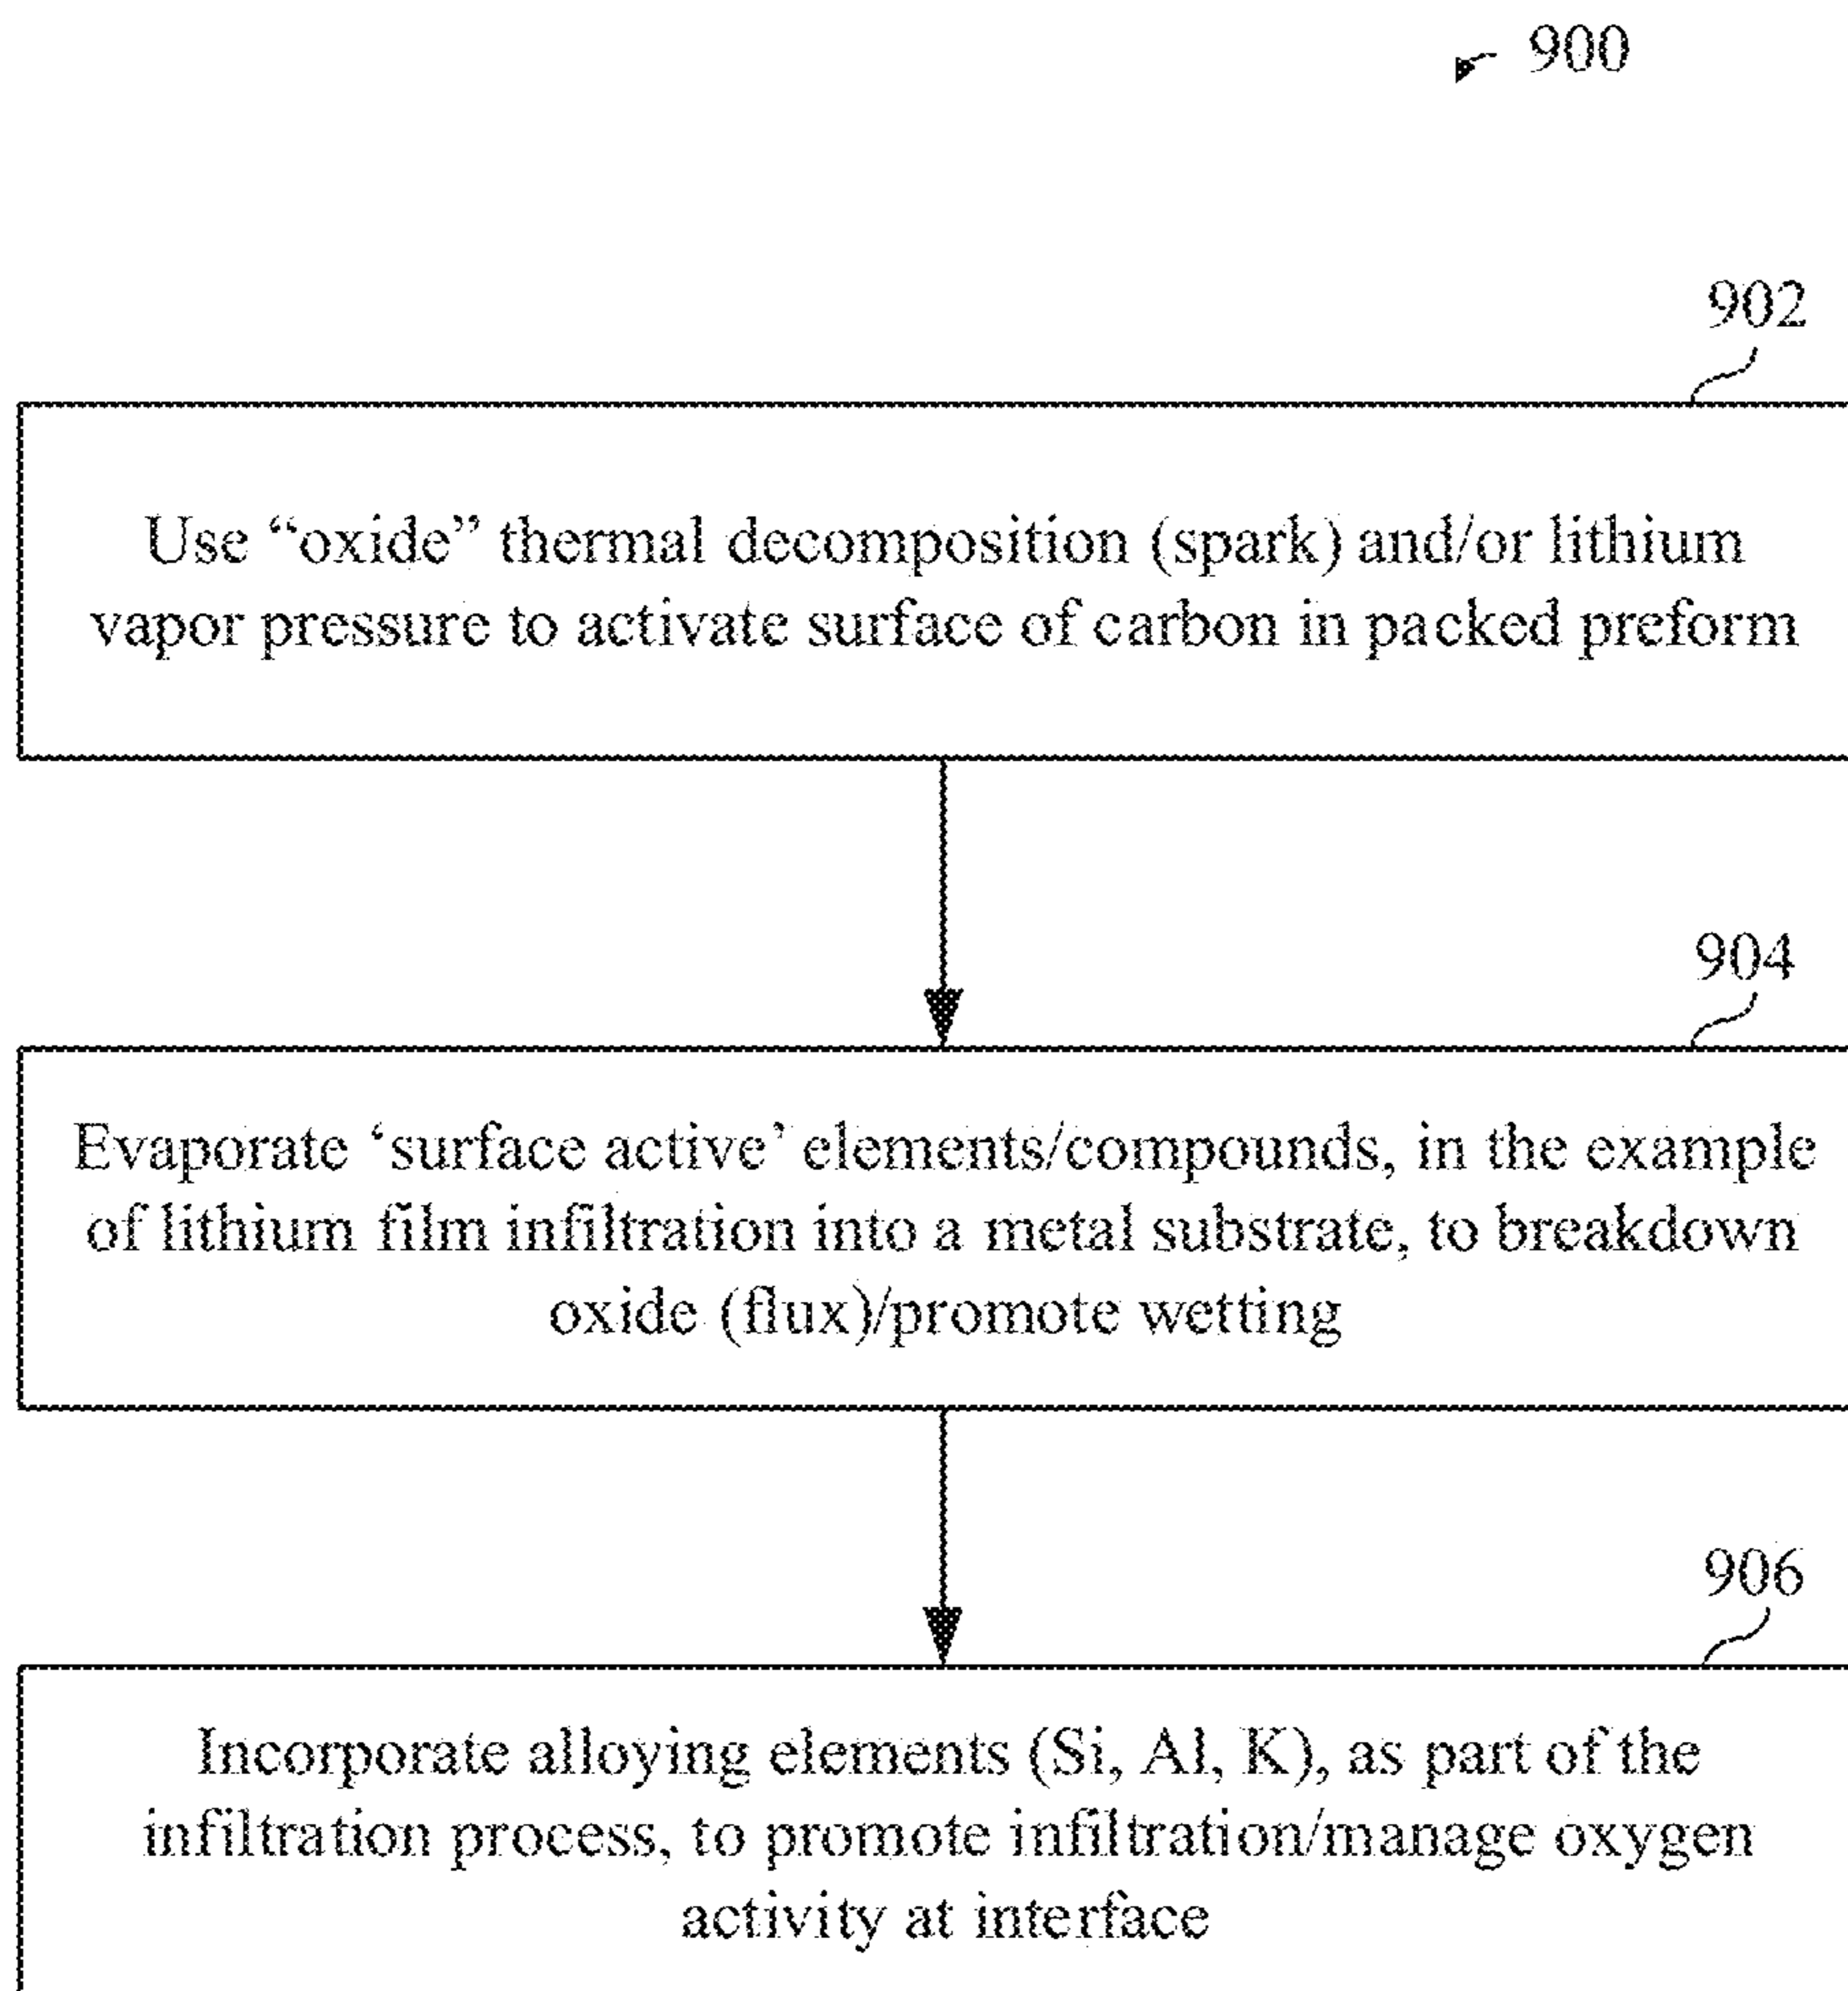 900
902
Use “oxide” thermal decomposition (spark) and/or lithium
vapor pressure to activate surface of carbon in packed preform
904
Evaporate ‘surface active’ elements/compounds, in the example
of lithium film infiltration into a metal substrate, to breakdown
oxide (flux)/promote wetting
906
Incorporate alloying elements (Si, Al, K), as part of the
infiltration process, to promote infiltration/manage oxygen
activity at interface